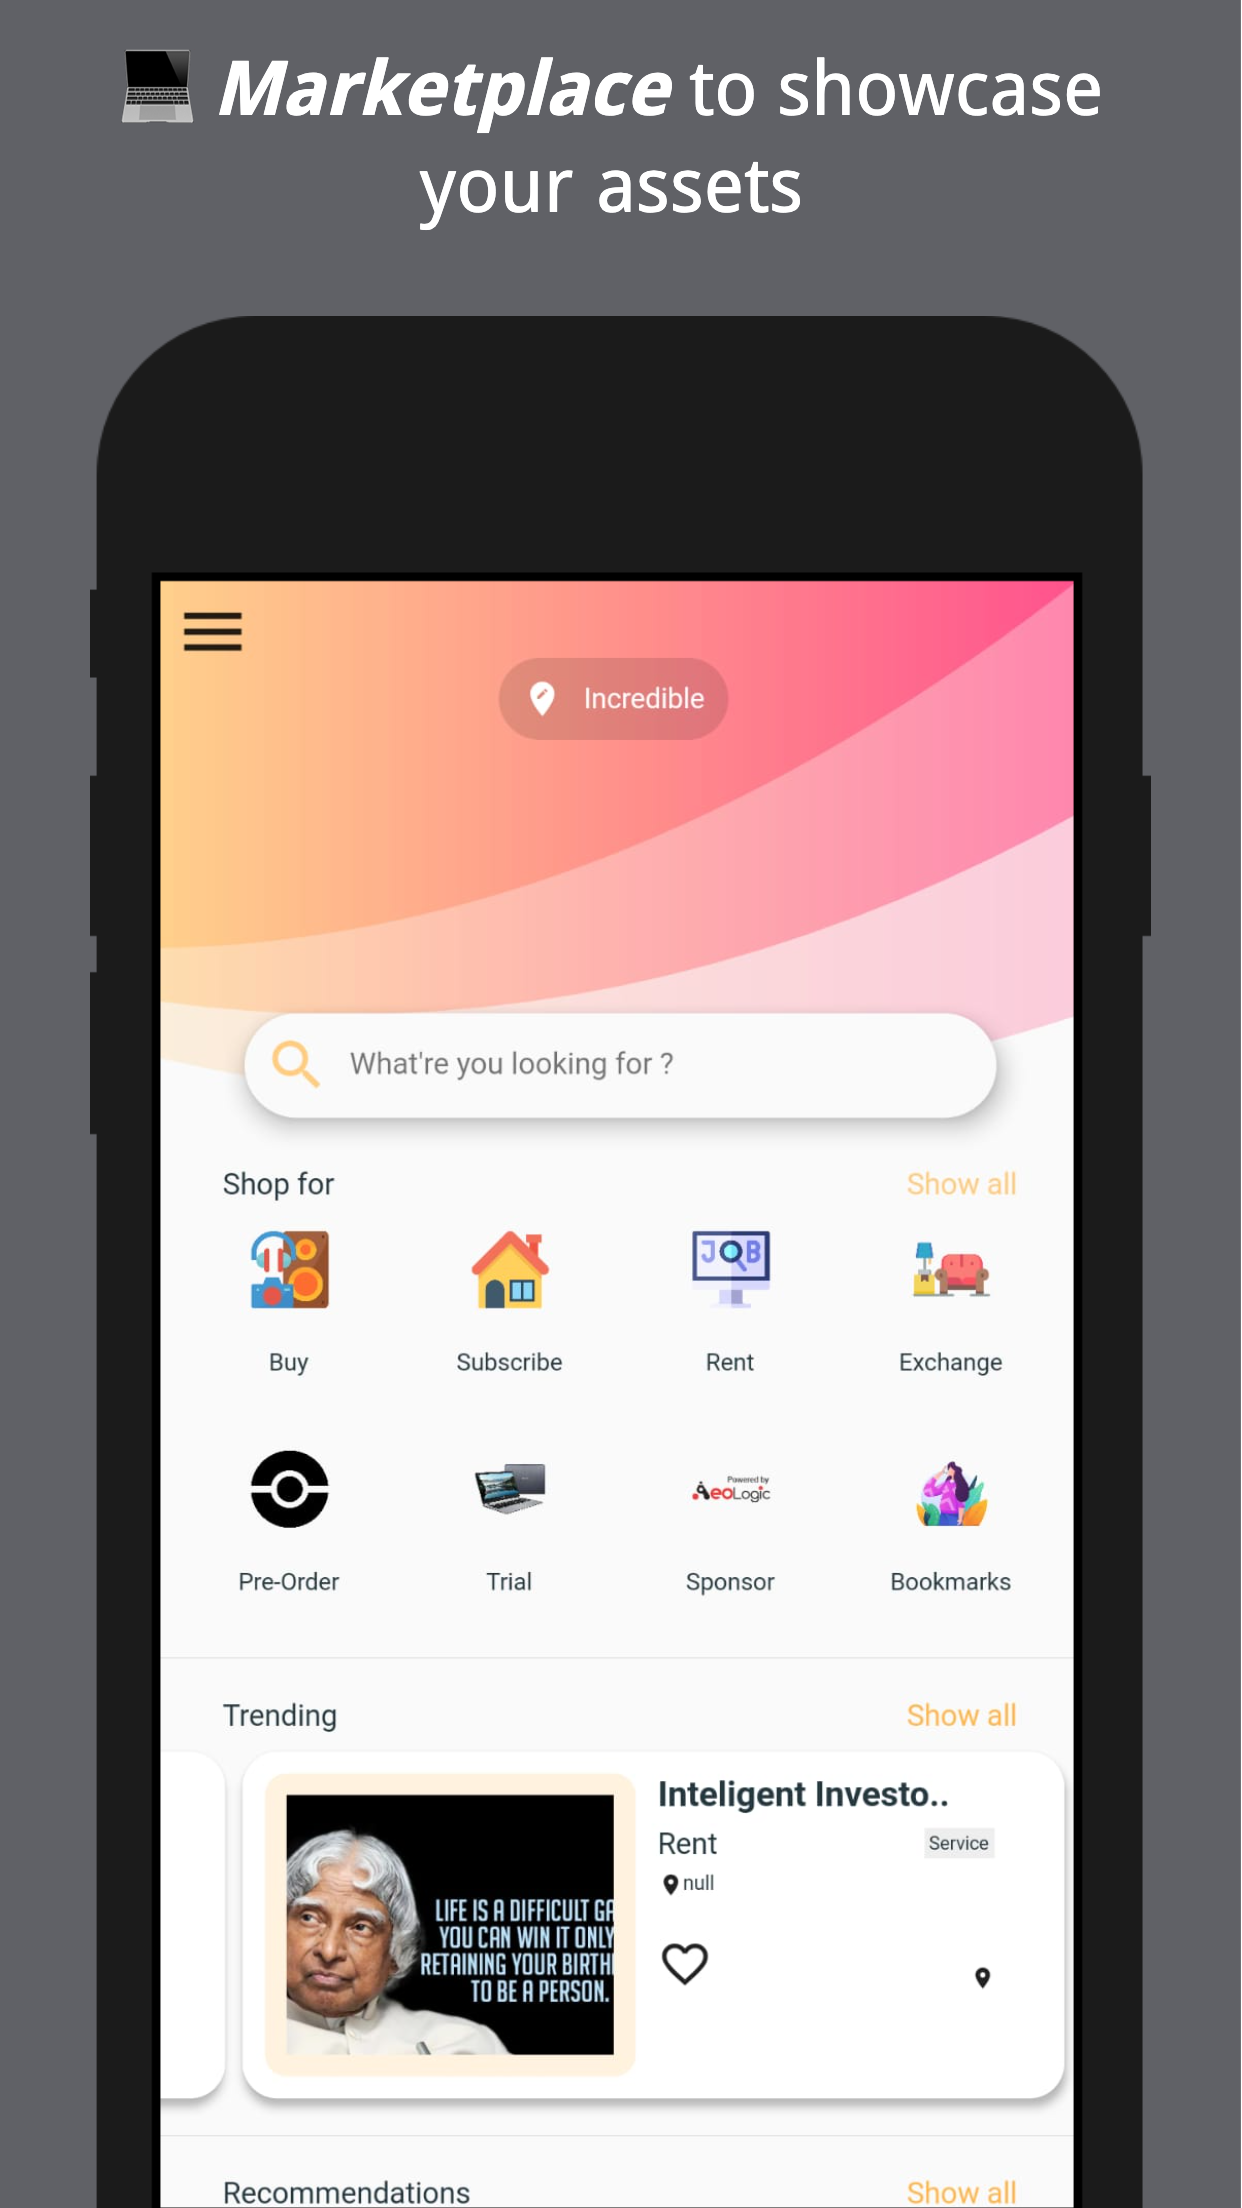 Marketplace to showcase
your assets
Incredible
What're you looking for ?
Shop for
Show all
JOB
Buy
Subscribe
Rent
Exchange
Powered by
AeoLogic
Pre-Order
Trial
Sponsor
Bookmarks
Trending
Show all
Inteligent Investo..
Rent
Service
null
LIFE IS A DIFFICULT GA
YOU CAN WIN IT ONLY
RETAINING YOUR BIRTH
TO BE A PERSON.
Recommendations
Show all